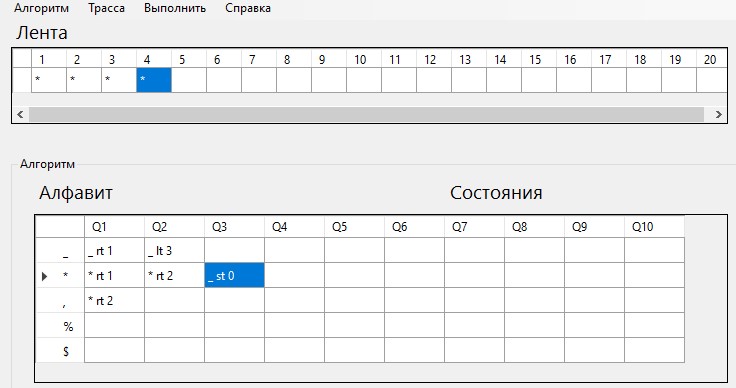 Алгоритм Трасса Выполнить Справка
Лента
1 2 3 4 5 6 7 8 9 10 11 12 13 14 15 16 17 18 19 20
* * * *
Алгоритм
Алфавит Состояния
Q1 Q2 Q3 Q4 Q5 Q6 Q7 Q8 Q9 Q10
_ _ rt 1 _ lt 3
* * rt 1 * rt 2 _ st 0
, * rt 2
%
$